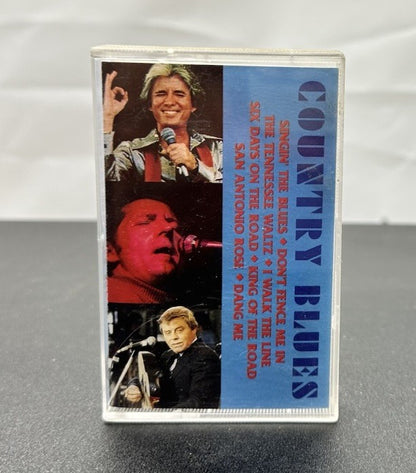 COUNTRY BLUES
SINGIN' THE BLUES ♦ DON'T FENCE ME IN
THE TENNESSEE WALTZ ♦ I WALK THE LINE
SIX DAYS ON THE ROAD ♦ KING OF THE ROAD
SAN ANTONIO ROSE ♦ DANG ME